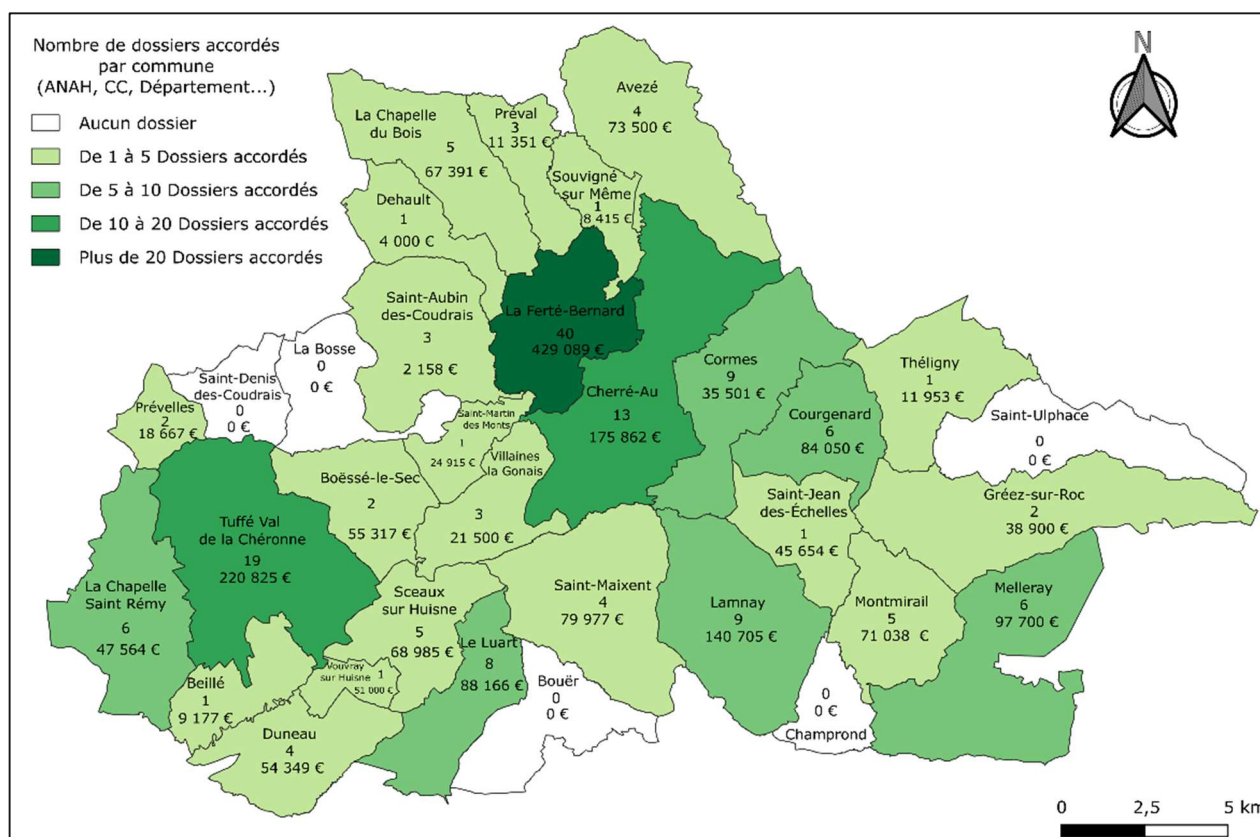 Nombre de dossiers accordés
par commune
(ANAH, CC, Département...)
Aucun dossier
De 1 à 5 Dossiers accordés
De 5 à 10 Dossiers accordés
De 10 à 20 Dossiers accordés
Plus de 20 Dossiers accordés
N
Avezé
4
73 500 €
La Chapelle
du Bois
5
67 391 €
Préval
3
11 351 €
Souvigné
sur Même
1
8 415 €
Dehault
1
4 000 €
Saint-Aubin
des-Coudrais
3
2 158 €
La Ferté-Bernard
40
429 089 €
La Bosse
0
0 €
Saint-Denis
des-Coudrais
0
0 €
Prévelles
2
18 667 €
Cherré-Au
13
175 862 €
Cormes
9
35 501 €
Courgenard
6
84 050 €
Théligny
1
11 953 €
Saint-Ulphace
0
0 €
Gréez-sur-Roc
2
38 900 €
Saint-Martin
des Monts
1
24 915 €
Villaines
la Gonais
3
21 500 €
Boëssé-le-Sec
2
55 317 €
Tuffé Val
de la Chéronne
19
220 825 €
La Chapelle
Saint Rémy
6
47 564 €
Saint-Jean
des-Échelles
1
45 654 €
Sceaux
sur Huisne
5
68 985 €
Saint-Maixent
4
79 977 €
Lamnay
9
140 705 €
Montmirail
5
71 038 €
Melleray
6
97 700 €
Le Luart
8
88 166 €
Vouvray
sur Huisne 1
51 000 €
Beillé
1
9 177 €
Bouër
0
0 €
0
0 €
Champrond
Duneau
4
54 349 €
0 2,5 5 km